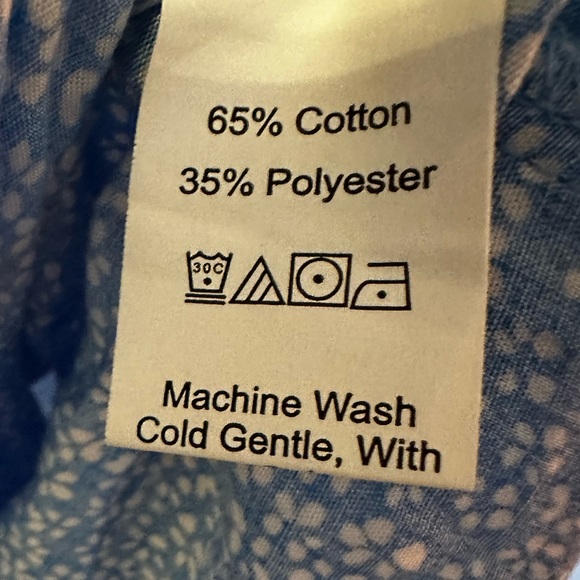 65% Cotton
35% Polyester
30C
Machine Wash
Cold Gentle, With